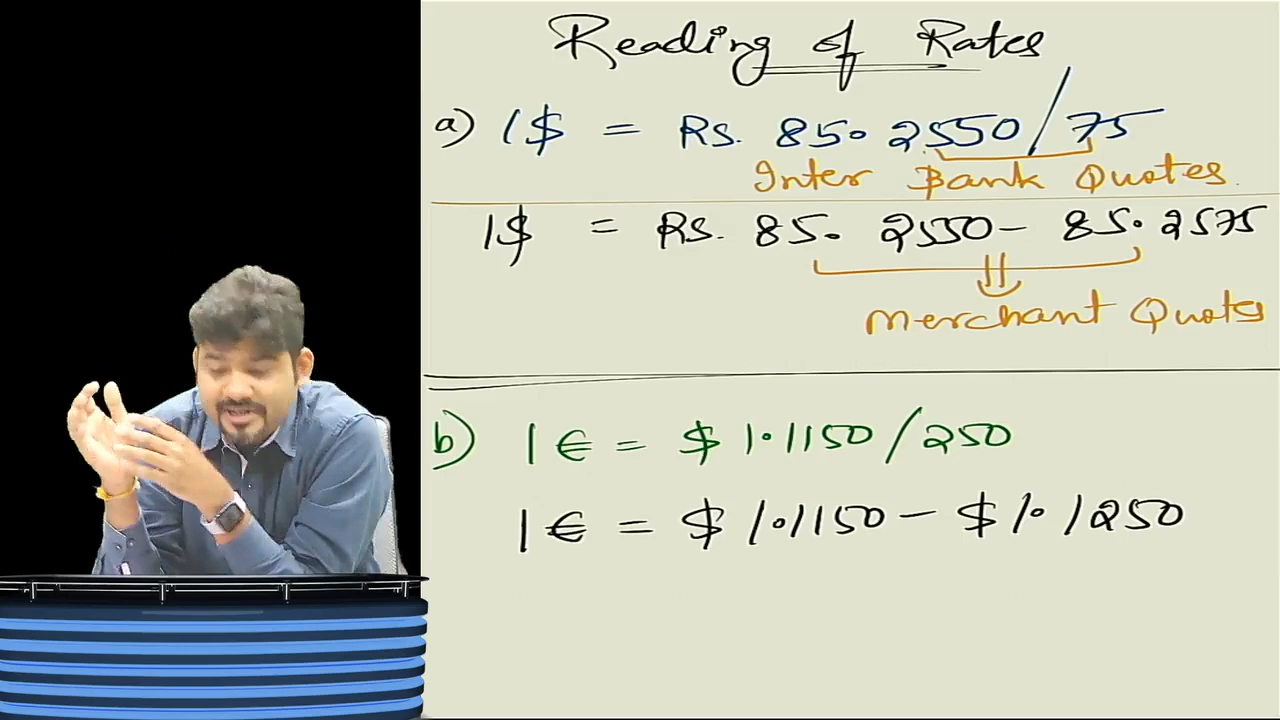 Reading of Rates
a) 1$ = Rs. 85.2550/75
Inter Bank Quotes
1$ = Rs. 85.2550 - 85.2575
Merchant Quotes
b) 1€ = $1.1150/250
1€ = $1.1150 - $1.1250